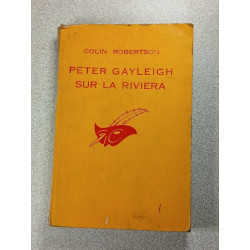 COLIN ROBERTSON
PETER GAYLEIGH
SUR LA RIVIERA